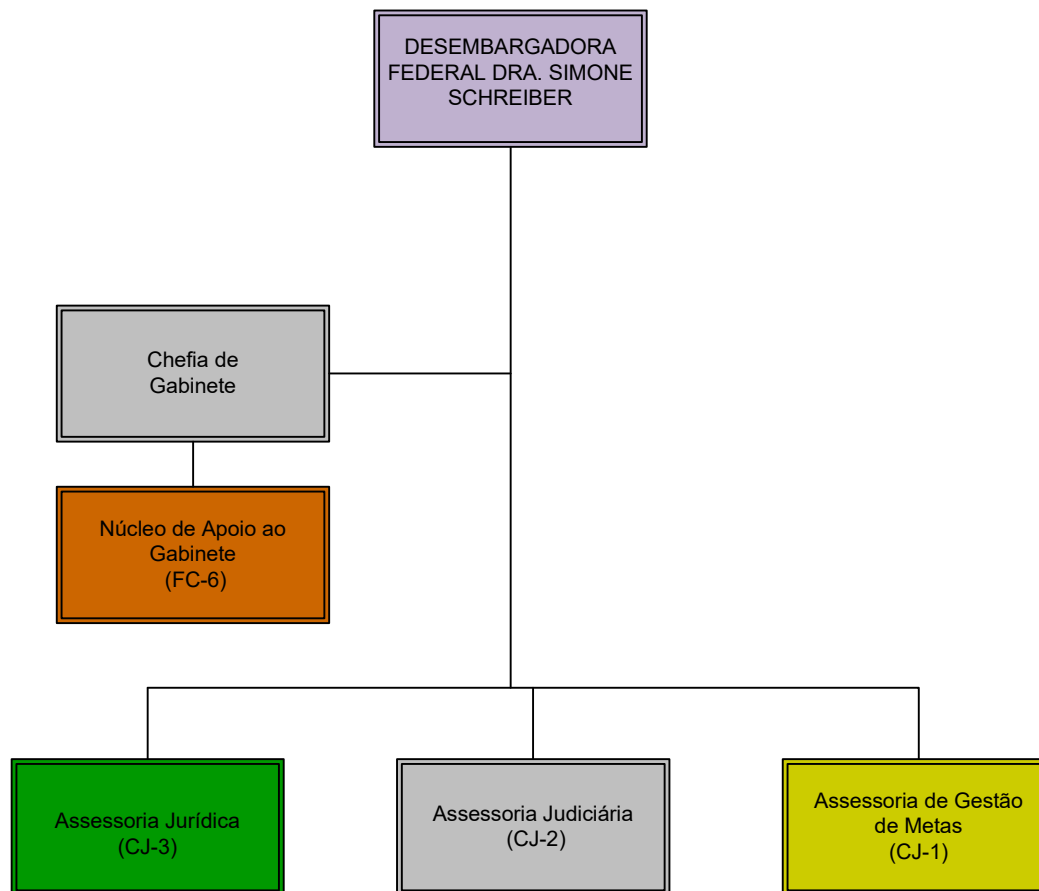 DESEMBARGADORA
FEDERAL DRA. SIMONE
SCHREIBER
Chefia de
Gabinete
Núcleo de Apoio ao
Gabinete
(FC-6)
Assessoria Jurídica
(CJ-3)
Assessoria Judiciária
(CJ-2)
Assessoria de Gestão
de Metas
(CJ-1)